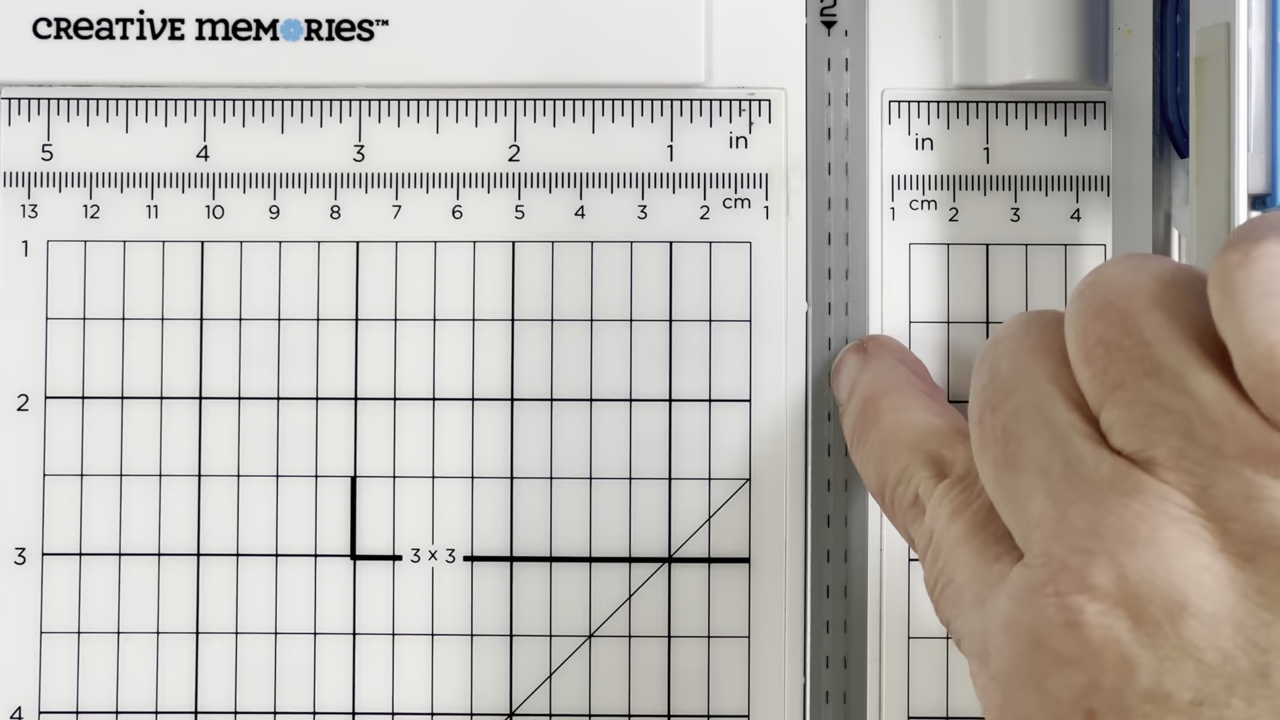 CREATIVE MEMORIES™
12
5 4 3 2 1 in
in 1
13 12 11 10 9 8 7 6 5 4 3 2 cm 1
1 cm 2 3 4
1
2
3
3 × 3
4